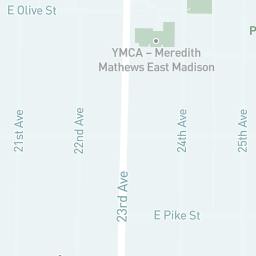 E Olive St
P
YMCA – Meredith
Mathews East Madison
21st Ave
22nd Ave
23rd Ave
24th Ave
25th Ave
E Pike St